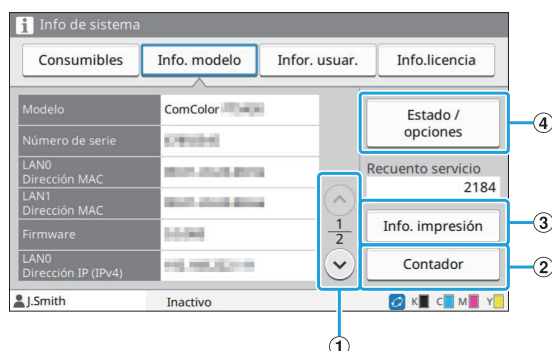 Info de sistema
Consumibles
Info. modelo
Infor. usuar.
Info.licencia
Modelo
ComColor
Número de serie
LAN0
Dirección MAC
LAN1
Dirección MAC
Firmware
LAN0
Dirección IP (IPv4)
1
2
Estado /
opciones
Recuento servicio
2184
Info. impresión
Contador
J.Smith
Inactivo
K C M Y
4
3
2
1